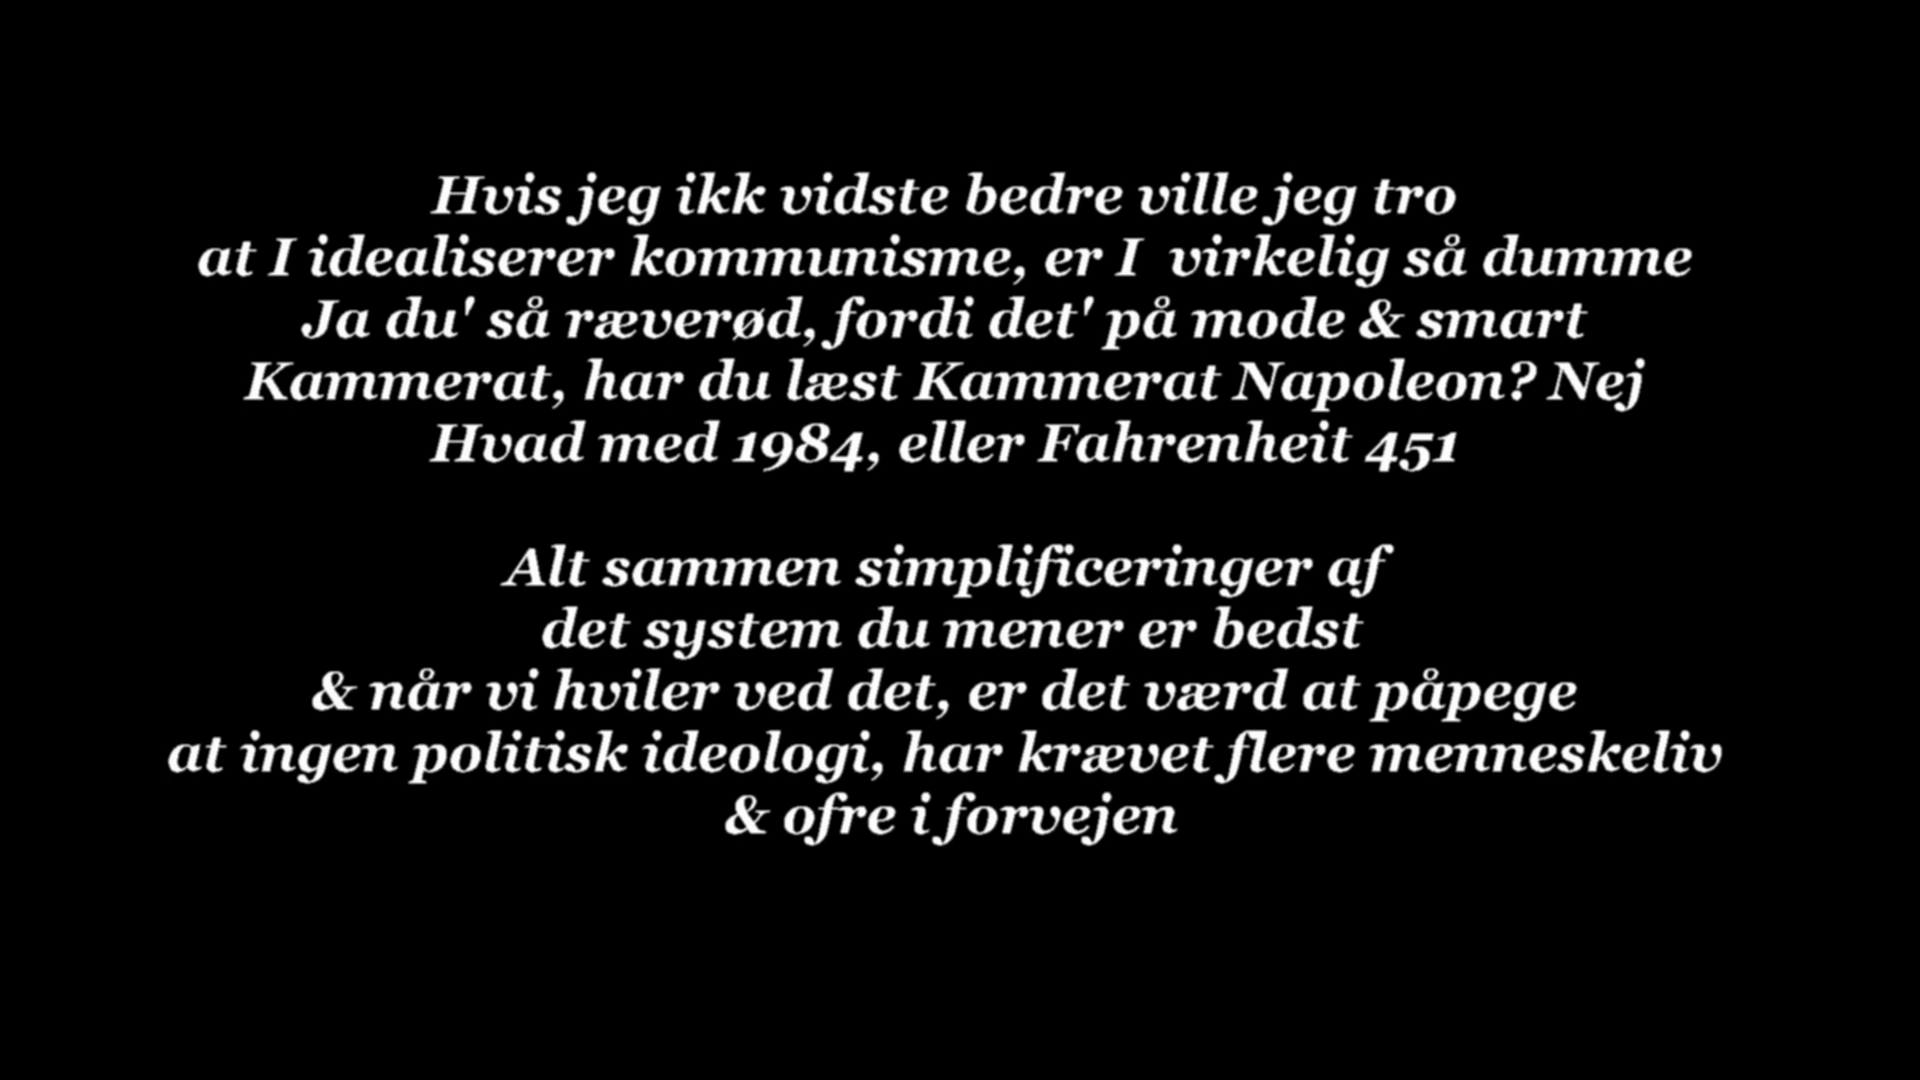 Hvis jeg ikk vidste bedre ville jeg tro
at I idealiserer kommunisme, er I  virkelig så dumme
Ja du' så ræverød, fordi det' på mode & smart
Kammerat, har du læst Kammerat Napoleon? Nej
Hvad med 1984, eller Fahrenheit 451
Alt sammen simplificeringer af
det system du mener er bedst
& når vi hviler ved det, er det værd at påpege
at ingen politisk ideologi, har krævet flere menneskeliv
& ofre i forvejen